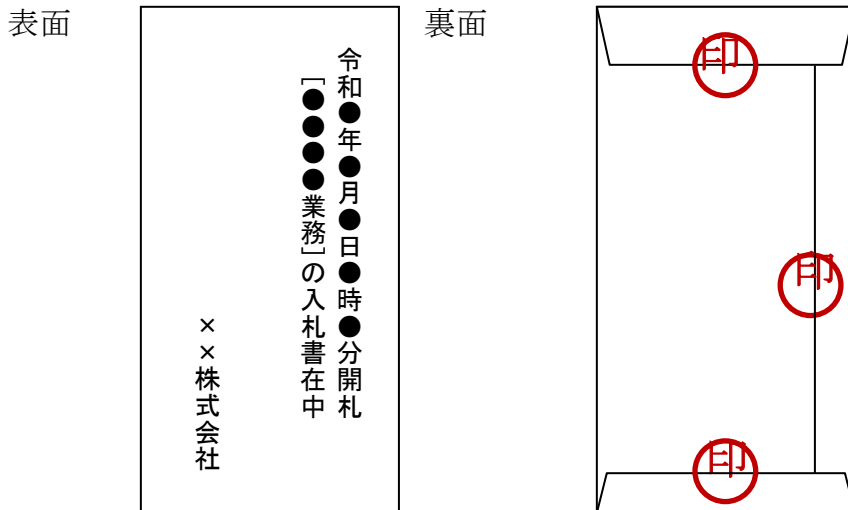 表面
令和●年●月●日●時●分開札
［●●●●業務］の入札書在中
××株式会社
裏面
印
印
印